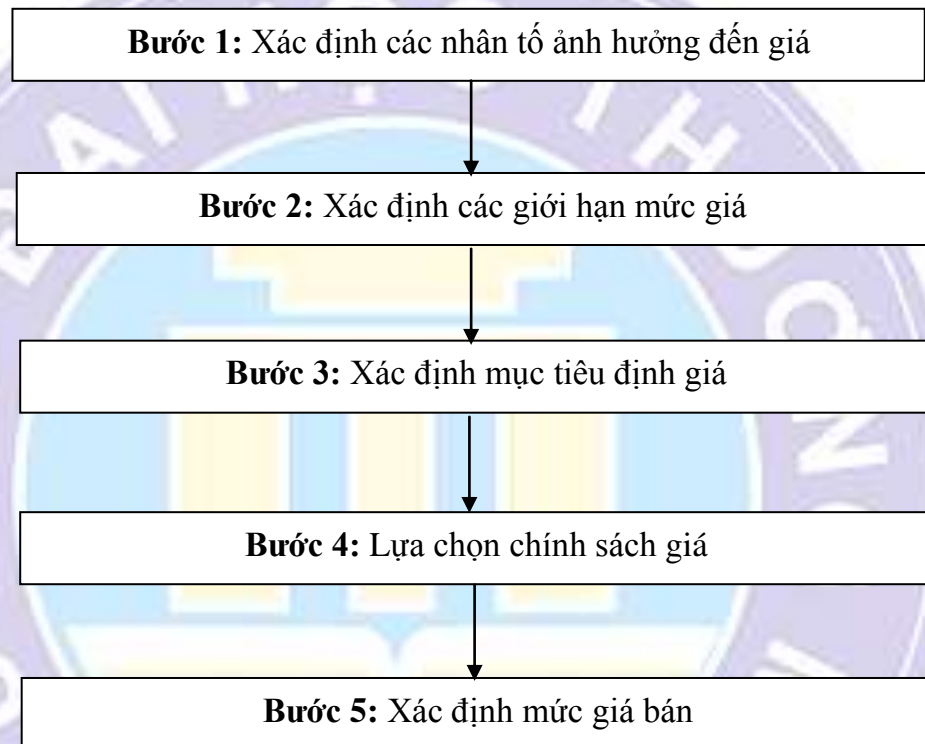 Bước 1: Xác định các nhân tố ảnh hưởng đến giá
Bước 2: Xác định các giới hạn mức giá
Bước 3: Xác định mục tiêu định giá
Bước 4: Lựa chọn chính sách giá
Bước 5: Xác định mức giá bán